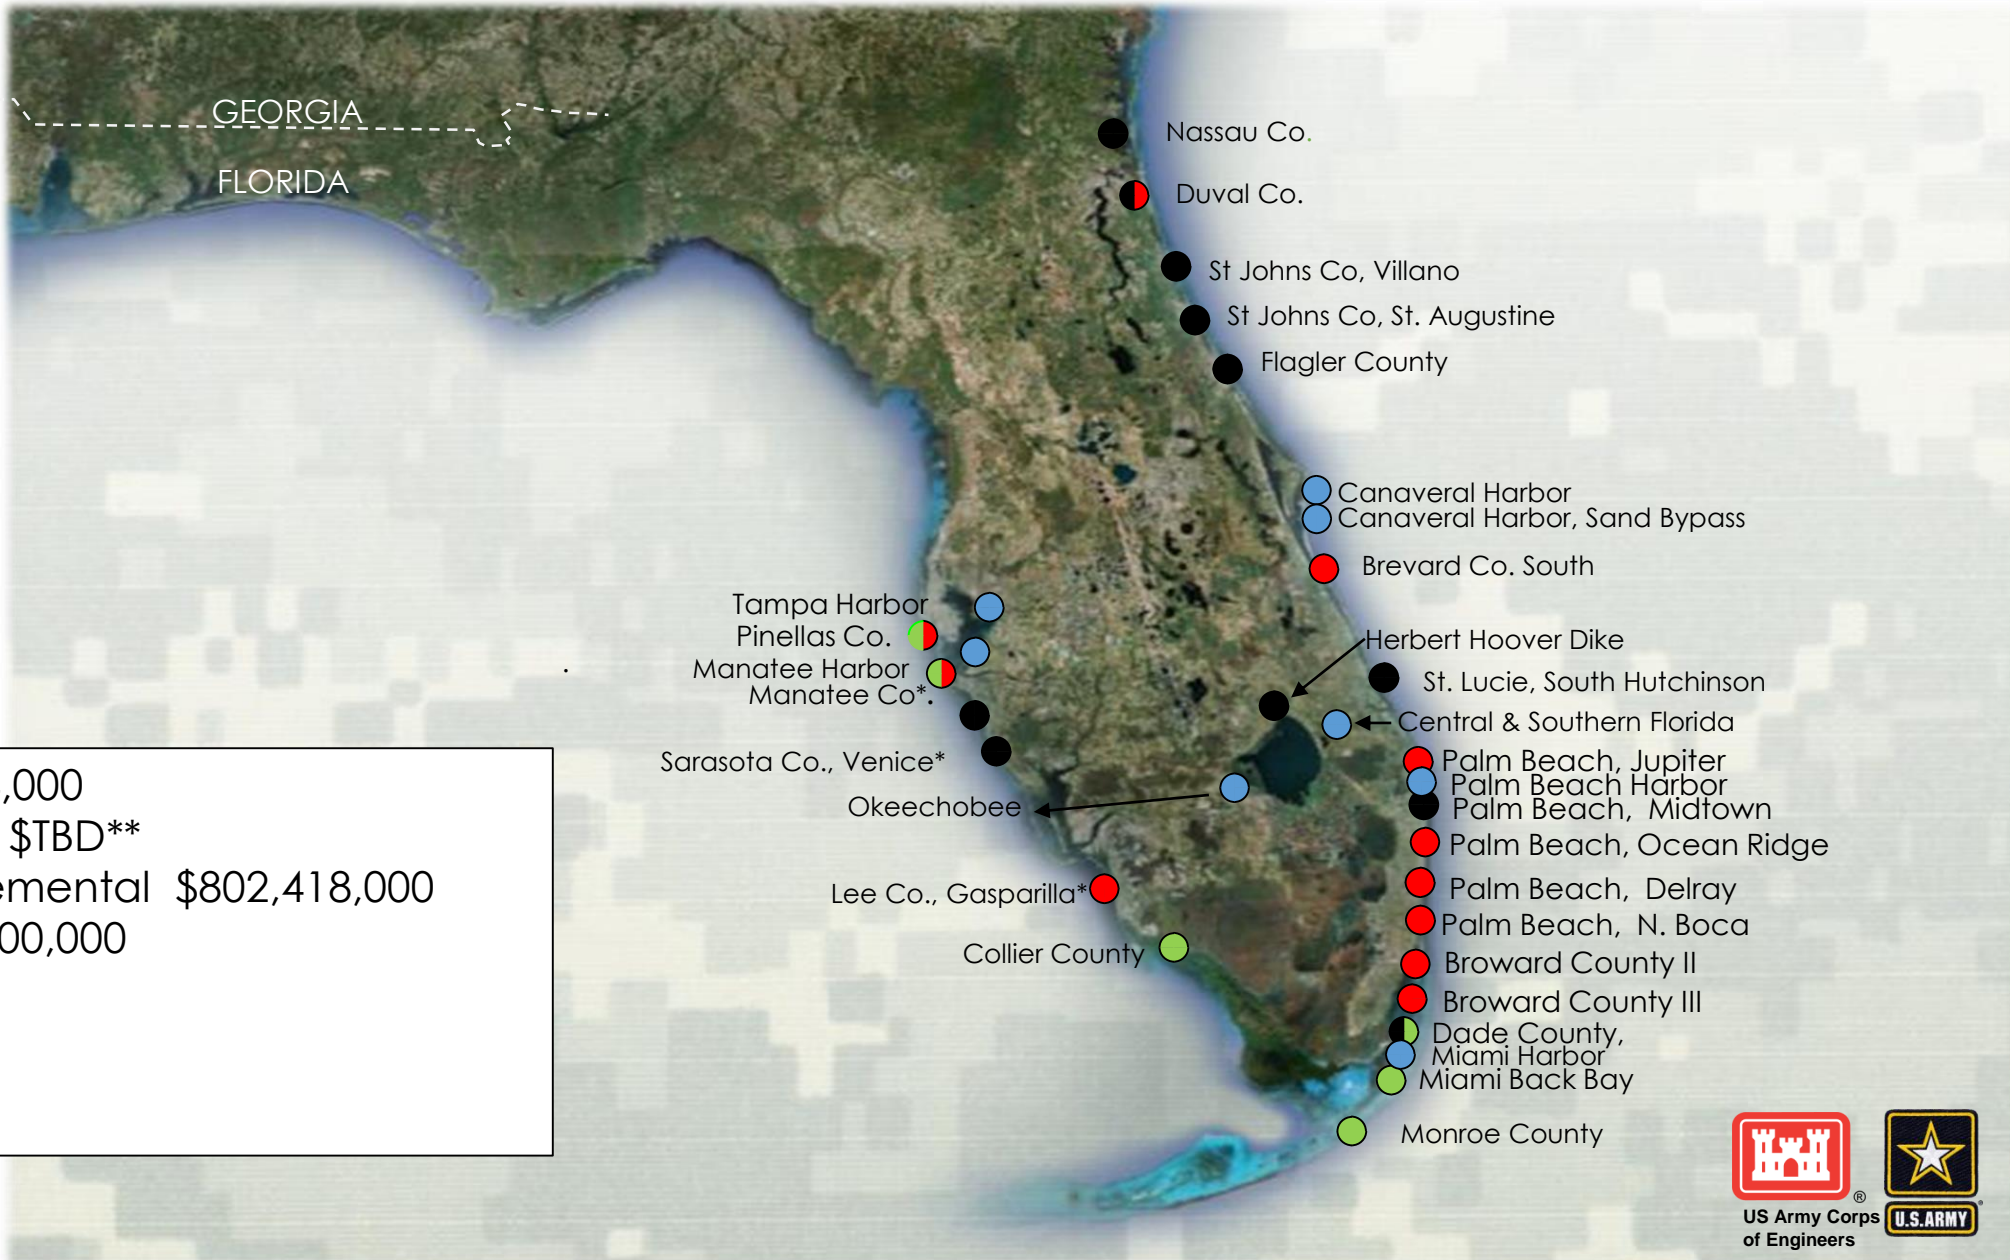 GEORGIA
FLORIDA
Nassau Co.
Duval Co.
St Johns Co, Villano
St Johns Co, St. Augustine
Flagler County
Canaveral Harbor
Canaveral Harbor, Sand Bypass
Brevard Co. South
Tampa Harbor
Pinellas Co.
Manatee Harbor
Manatee Co*.
Sarasota Co., Venice*
Okeechobee
Lee Co., Gasparilla*
Collier County
Herbert Hoover Dike
St. Lucie, South Hutchinson
Central & Southern Florida
Palm Beach, Jupiter
Palm Beach Harbor
Palm Beach, Midtown
Palm Beach, Ocean Ridge
Palm Beach, Delray
Palm Beach, N. Boca
Broward County II
Broward County III
Dade County,
Miami Harbor
Miami Back Bay
Monroe County
,000
$TBD**
emental $802,418,000
00,000
US Army Corps
of Engineers
®
U.S.ARMY